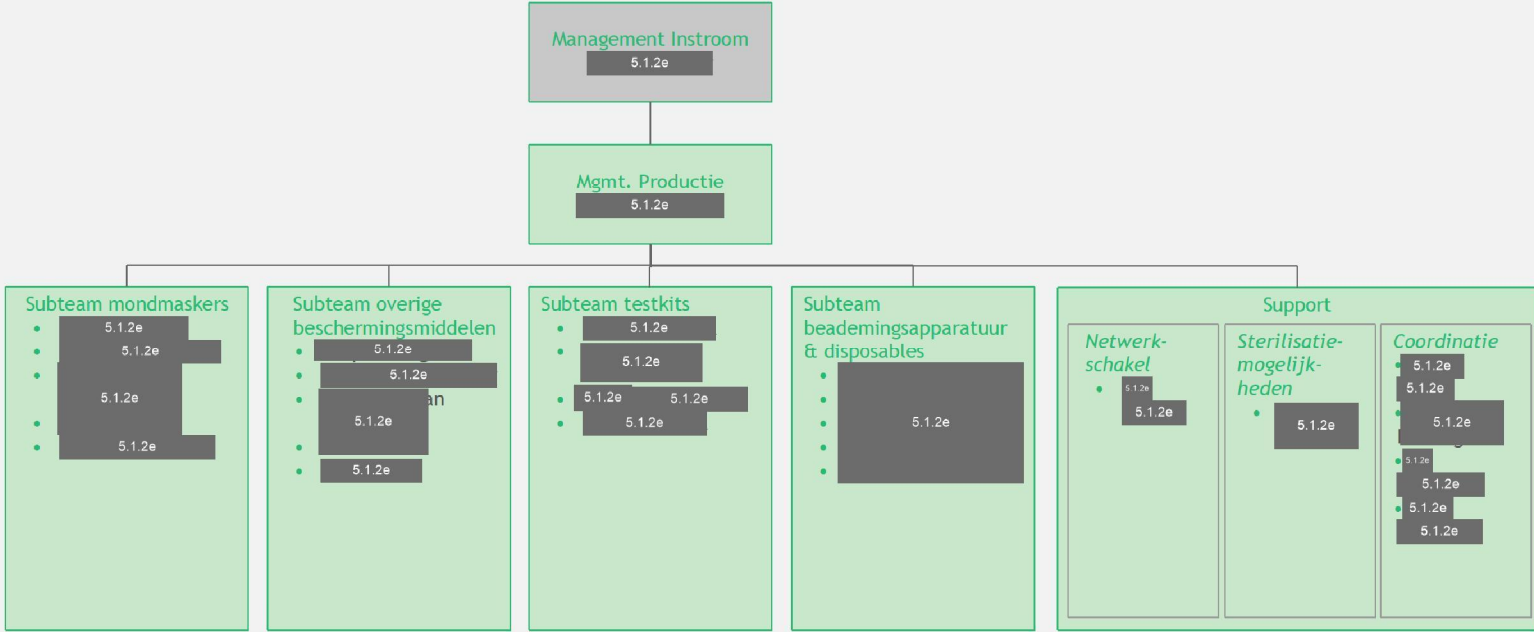 Management Instroom
5.1.2e
Mgmt. Productie
5.1.2e
Subteam mondmaskers
5.1.2e
5.1.2e
5.1.2e
5.1.2e
Subteam overige
beschermingsmiddelen
5.1.2e
5.1.2e
an
5.1.2e
5.1.2e
Subteam testkits
5.1.2e
5.1.2e
5.1.2e 5.1.2e
5.1.2e
Subteam
beademingsapparatuur
& disposables
5.1.2e
Support
Netwerk-
schakel
5.1.2e
5.1.2e
Sterilisatie-
mogelijk-
heden
5.1.2e
Coordinatie
5.1.2e
5.1.2e
5.1.2e
5.1.2e
5.1.2e
5.1.2e
5.1.2e